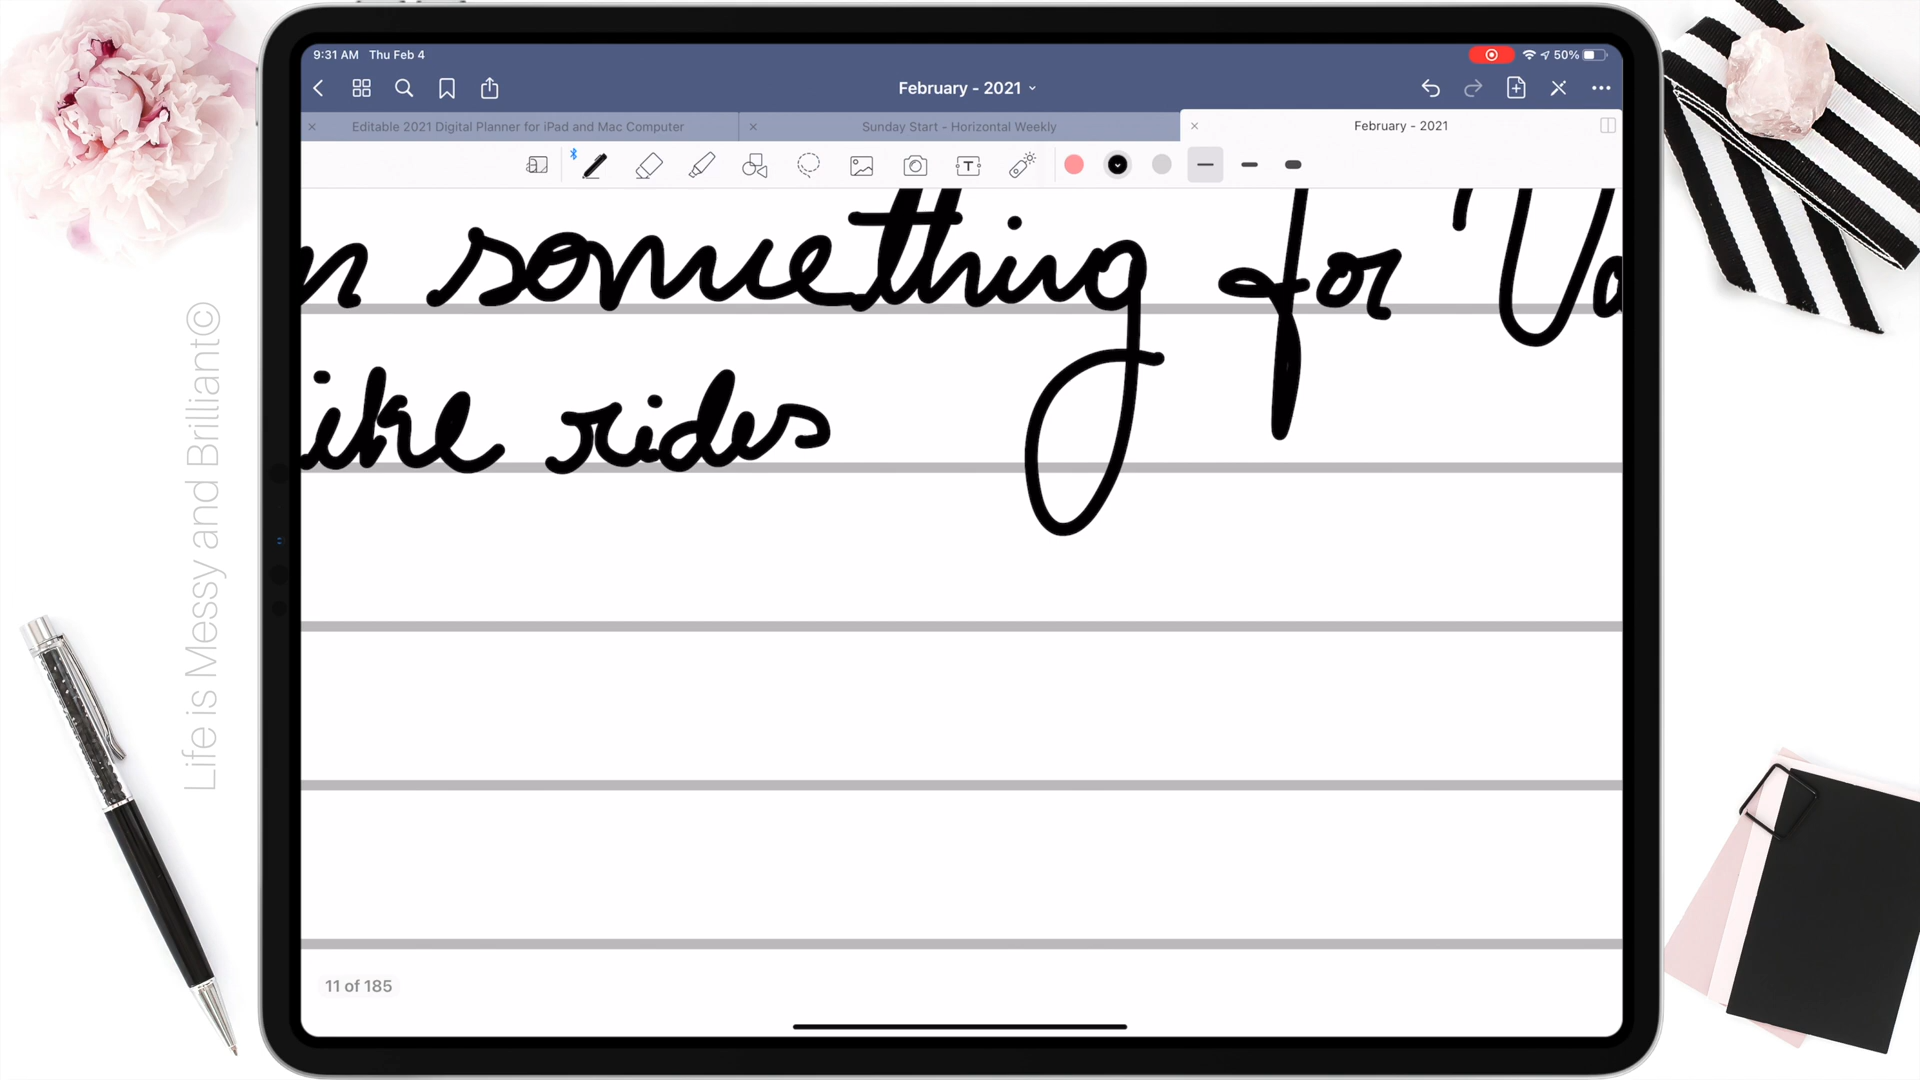 9:31 AM Thu Feb 4
50%
February - 2021
Editable 2021 Digital Planner for iPad and Mac Computer
Sunday Start - Horizontal Weekly
February - 2021
something for
rides
11 of 185
Life is Messy and Brilliant©